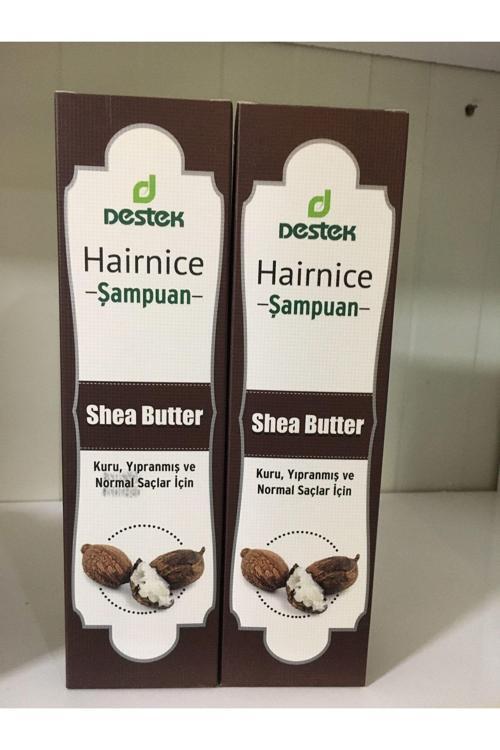 Destek
Hairnice
Şampuan
Shea Butter
Kuru, Yıpranmış ve
Normal Saçlar İçin
Destek
Hairnice
Şampuan
Shea Butter
Kuru, Yıpranmış ve
Normal Saçlar İçin